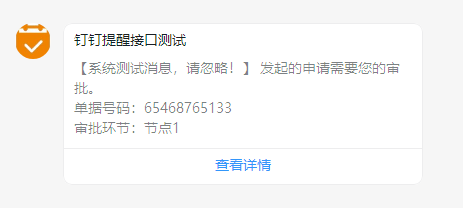 钉钉提醒接口测试
【系统测试消息，请忽略！】 发起的申请需要您的审
批。
单据号码：65468765133
审批环节：节点1
查看详情